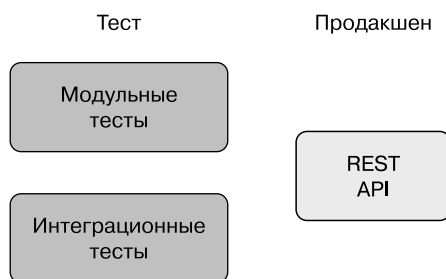 Тест
Продакшен
Модульные
тесты
REST
API
Интеграционные
тесты